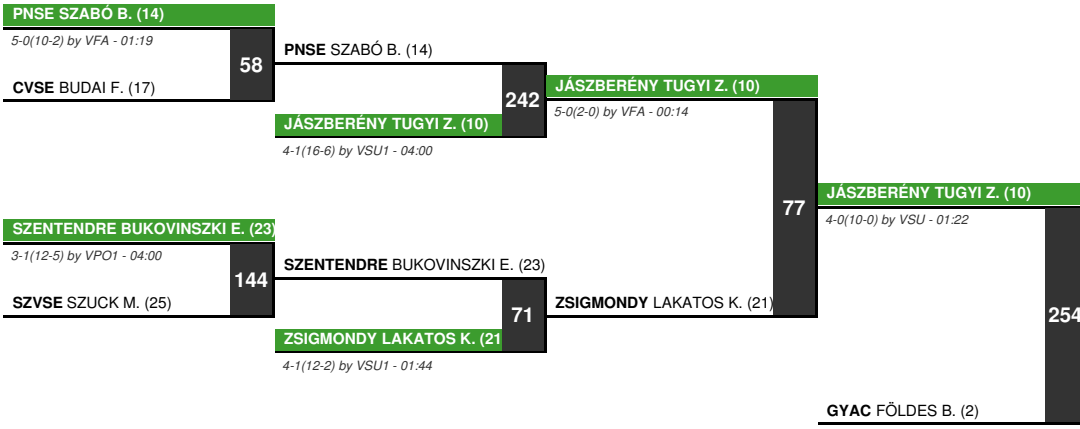 PNSE SZABÓ B. (14)
5-0(10-2) by VFA - 01:19
58
CVSE BUDAI F. (17)
PNSE SZABÓ B. (14)
242
JÁSZBERÉNY TUGYI Z. (10)
4-1(16-6) by VSU1 - 04:00
JÁSZBERÉNY TUGYI Z. (10)
5-0(2-0) by VFA - 00:14
77
SZENTENDRE BUKOVINSZKI E. (23)
3-1(12-5) by VPO1 - 04:00
144
SZVSE SZUCK M. (25)
SZENTENDRE BUKOVINSZKI E. (23)
71
ZSIGMONDY LAKATOS K. (21
4-1(12-2) by VSU1 - 01:44
ZSIGMONDY LAKATOS K. (21)
JÁSZBERÉNY TUGYI Z. (10)
4-0(10-0) by VSU - 01:22
254
GYAC FÖLDES B. (2)